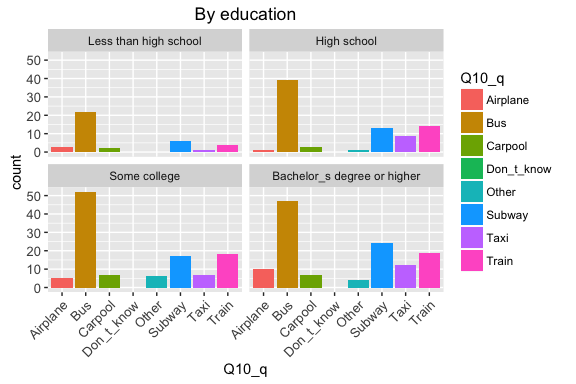 By education
Less than high school
High school
Some college
Bachelor_s degree or higher
count
50
40
30
20
10
0
50
40
30
20
10
0
Airplane
Bus
Carpool
Don_t_know
Other
Subway
Taxi
Train
Airplane
Bus
Carpool
Don_t_know
Other
Subway
Taxi
Train
Q10_q
Q10_q
Airplane
Bus
Carpool
Don_t_know
Other
Subway
Taxi
Train